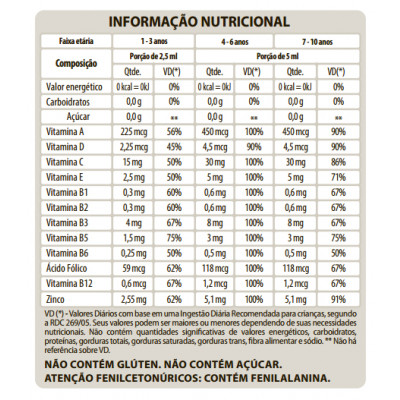 INFORMAÇÃO NUTRICIONAL
Faixa etária 1 - 3 anos 4 - 6 anos 7 - 10 anos
Composição Porção de 2,5 ml Porção de 5 ml
Qtde. VD(*) Qtde. VD(*) Qtde. VD(*)
Valor energético 0 kcal = 0kJ 0% 0 kcal = 0kJ 0% 0 kcal = 0kJ 0%
Carboidratos 0,0 g 0% 0,0 g 0% 0,0 g 0%
Açúcar 0,0 g ** 0,0 g ** 0,0 g **
Vitamina A 225 mcg 56% 450 mcg 100% 450 mcg 90%
Vitamina D 2,25 mcg 45% 4,5 mcg 90% 4,5 mcg 90%
Vitamina C 15 mg 50% 30 mg 100% 30 mg 86%
Vitamina E 2,5 mg 50% 5 mg 100% 5 mg 71%
Vitamina B1 0,3 mg 60% 0,6 mg 100% 0,6 mg 67%
Vitamina B2 0,3 mg 60% 0,6 mg 100% 0,6 mg 67%
Vitamina B3 4 mg 67% 8 mg 100% 8 mg 67%
Vitamina B5 1,5 mg 75% 3 mg 100% 3 mg 75%
Vitamina B6 0,25 mg 50% 0,5 mg 100% 0,5 mg 50%
Ácido Fólico 59 mcg 62% 118 mcg 100% 118 mcg 67%
Vitamina B12 0,6 mcg 67% 1,2 mcg 100% 1,2 mcg 67%
Zinco 2,55 mg 62% 5,1 mg 100% 5,1 mg 91%
VD (*) - Valores Diários com base em uma Ingestão Diária Recomendada para crianças, segundo
a RDC 269/05. Seus valores podem ser maiores ou menores dependendo de suas necessidades
nutricionais. Não contém quantidades significativas de valores energéticos, carboidratos,
proteínas, gorduras totais, gorduras saturadas, gorduras trans, fibra alimentar e sódio. ** Não há
referência sobre VD.
NÃO CONTÉM GLÚTEN. NÃO CONTÉM AÇÚCAR.
ATENÇÃO FENILCETONÚRICOS: CONTÉM FENILALANINA.